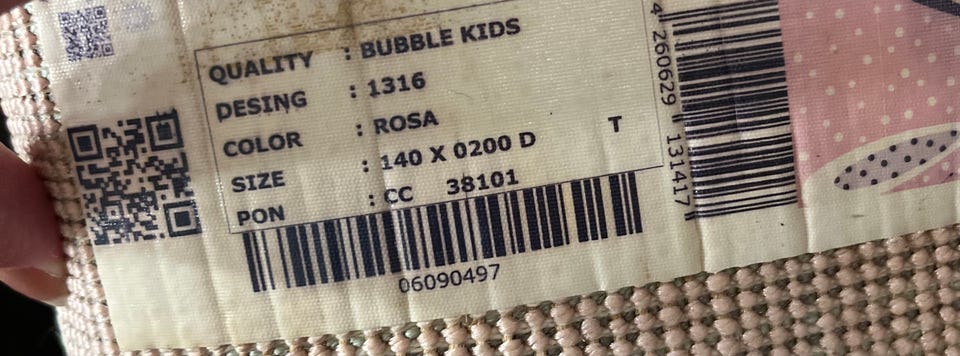 QUALITY : BUBBLE KIDS
DESING : 1316
COLOR : ROSA
SIZE : 140 X 0200 D T
PON : CC 38101
06090497
4 260629 131417